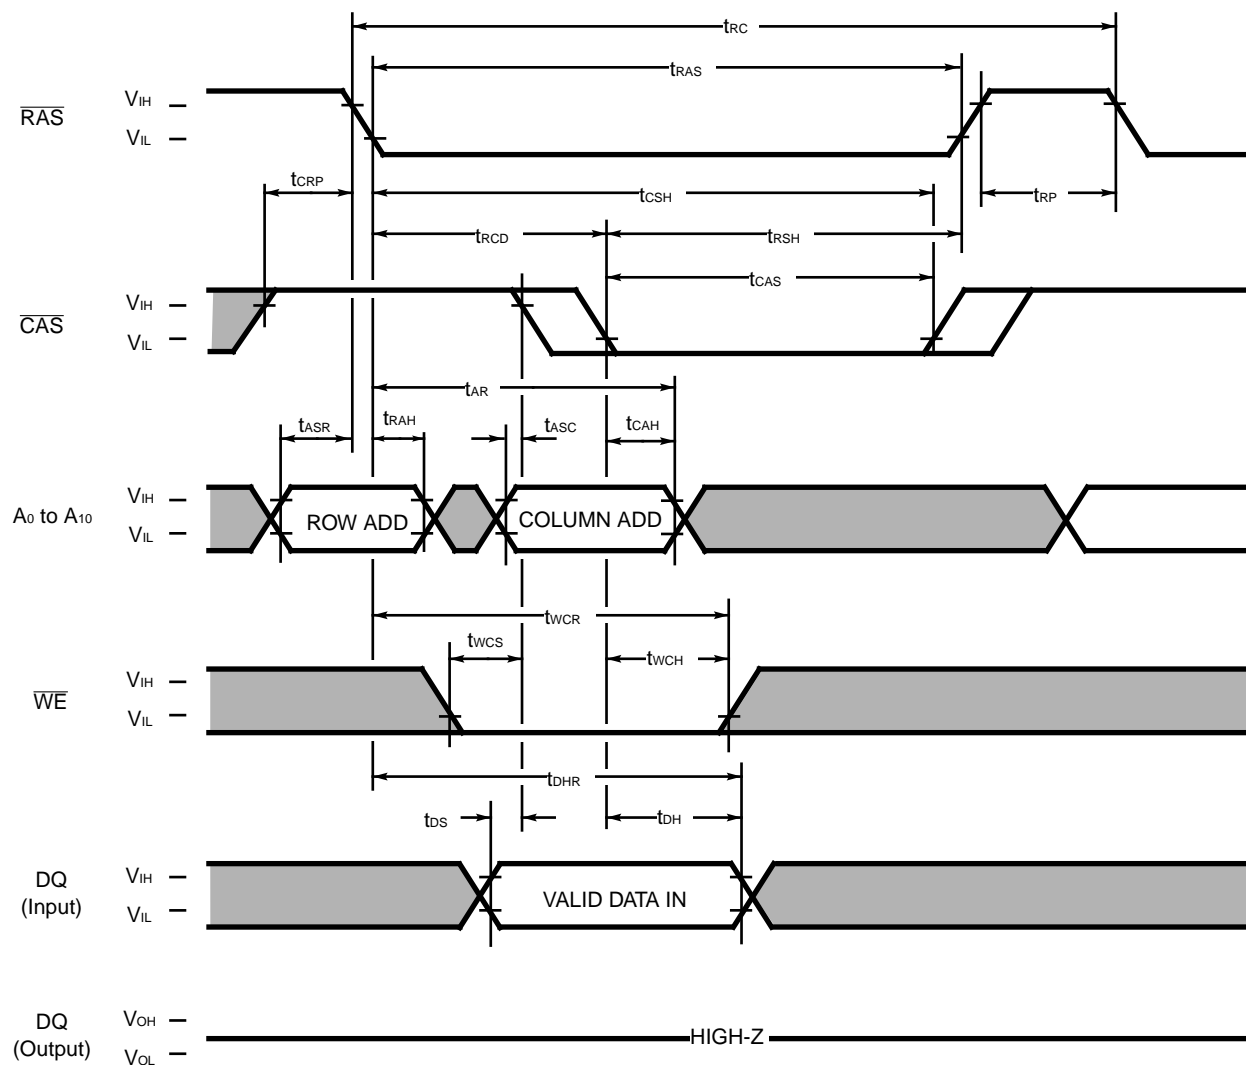 tRC
tRAS
RAS
VIH
VIL
tCRP
tCSH
tRP
tRCD
tRSH
tCAS
CAS
VIH
VIL
tAR
tASR
tRAH
tASC
tCAH
A0 to A10
VIH
VIL
ROW ADD
COLUMN ADD
tWCR
tWCS
tWCH
WE
VIH
VIL
tDHR
tDS
tDH
DQ
(Input)
VIH
VIL
VALID DATA IN
DQ
(Output)
VOH
VOL
HIGH-Z